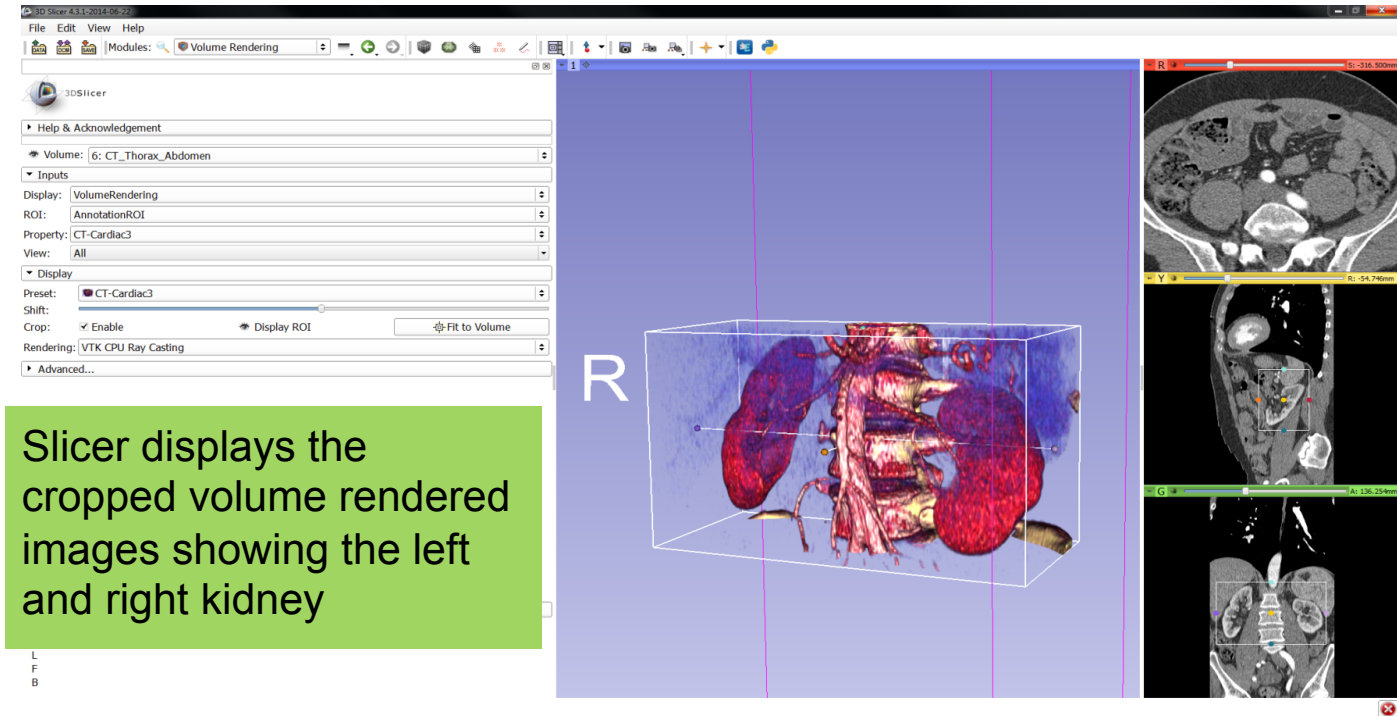 3D Slicer 4.3.1-2014-06-22
File Edit View Help
DATA DCM SAVE Modules: Volume Rendering
1
R S: -316.500mm
3DSlicer
Help & Acknowledgement
Volume: 6: CT_Thorax_Abdomen
Inputs
Display: VolumeRendering
ROI: AnnotationROI
Property: CT-Cardiac3
View: All
Display
Preset: CT-Cardiac3
Shift:
Crop: Enable Display ROI Fit to Volume
Rendering: VTK CPU Ray Casting
Advanced...
R
Y R: -54.746mm
G A: 136.254mm
Slicer displays the
cropped volume rendered
images showing the left
and right kidney
L
F
B